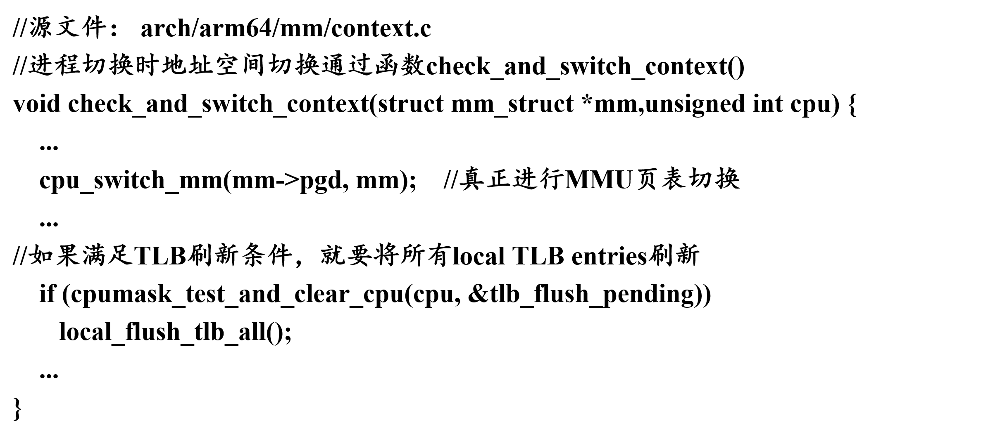 //源文件： arch/arm64/mm/context.c
//进程切换时地址空间切换通过函数check_and_switch_context()
void check_and_switch_context(struct mm_struct *mm,unsigned int cpu) {
...
cpu_switch_mm(mm->pgd, mm); //真正进行MMU页表切换
...
//如果满足TLB刷新条件，就要将所有local TLB entries刷新
if (cpumask_test_and_clear_cpu(cpu, &tlb_flush_pending))
local_flush_tlb_all();
...
}